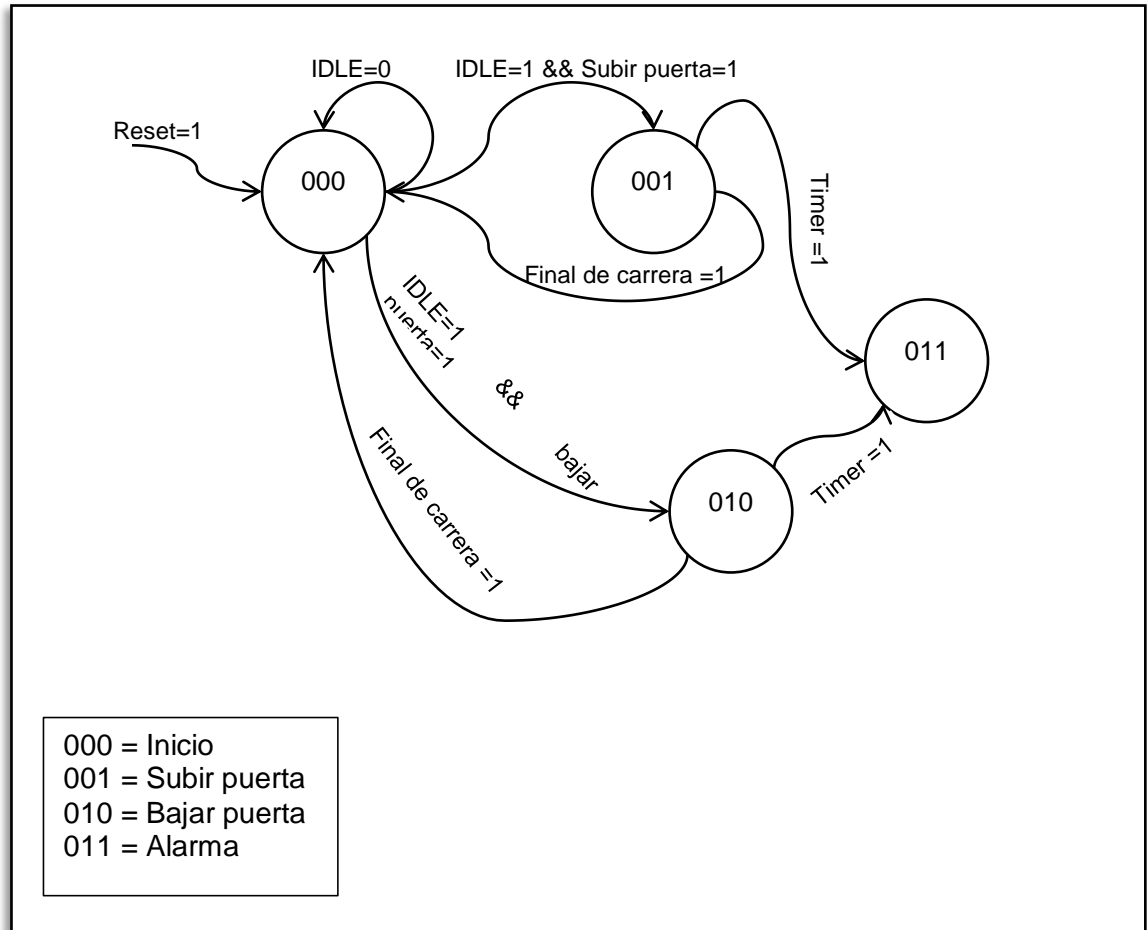 IDLE=0
IDLE=1 && Subir puerta=1
Reset=1
000
001
Timer =1
Final de carrera =1
IDLE=1
puerta=1
&&
bajar
011
Final de carrera =1
010
Timer =1
000 = Inicio
001 = Subir puerta
010 = Bajar puerta
011 = Alarma